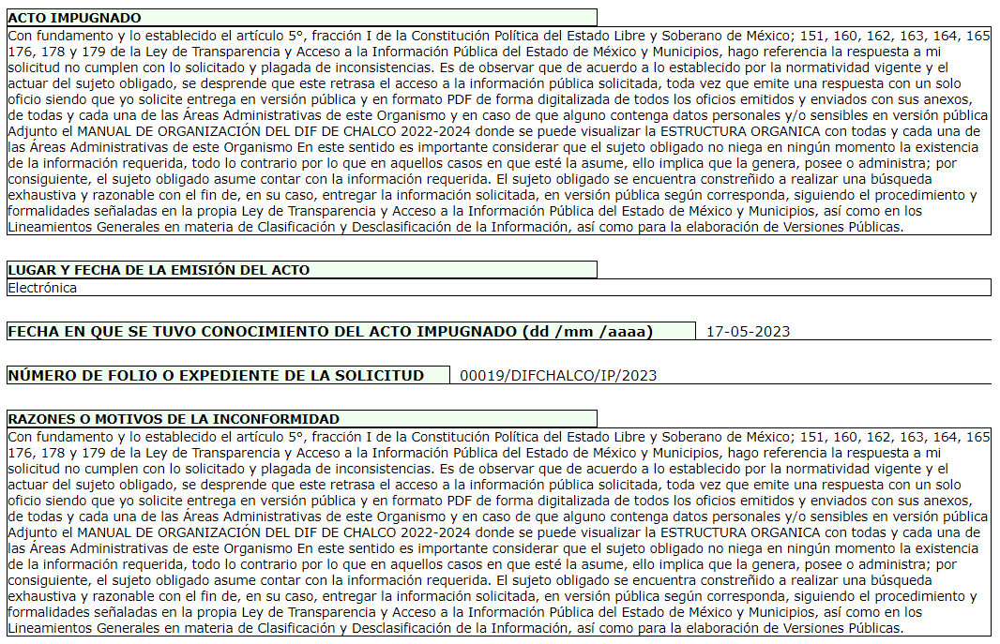 ACTO IMPUGNADO
Con fundamento y lo establecido el artículo 5°, fracción I de la Constitución Política del Estado Libre y Soberano de México; 151, 160, 162, 163, 164, 165
176, 178 y 179 de la Ley de Transparencia y Acceso a la Información Pública del Estado de México y Municipios, hago referencia la respuesta a mi
solicitud no cumplen con lo solicitado y plagada de inconsistencias. Es de observar que de acuerdo a lo establecido por la normatividad vigente y el
actuar del sujeto obligado, se desprende que este retrasa el acceso a la información pública solicitada, toda vez que emite una respuesta con un solo
oficio siendo que yo solicite entrega en versión pública y en formato PDF de forma digitalizada de todos los oficios emitidos y enviados con sus anexos,
de todas y cada una de las Áreas Administrativas de este Organismo y en caso de que alguno contenga datos personales y/o sensibles en versión pública
Adjunto el MANUAL DE ORGANIZACIÓN DEL DIF DE CHALCO 2022-2024 donde se puede visualizar la ESTRUCTURA ORGANICA con todas y cada una de
las Áreas Administrativas de este Organismo En este sentido es importante considerar que el sujeto obligado no niega en ningún momento la existencia
de la información requerida, todo lo contrario por lo que en aquellos casos en que esté la asume, ello implica que la genera, posee o administra; por
consiguiente, el sujeto obligado asume contar con la información requerida. El sujeto obligado se encuentra constreñido a realizar una búsqueda
exhaustiva y razonable con el fin de, en su caso, entregar la información solicitada, en versión pública según corresponda, siguiendo el procedimiento y
formalidades señaladas en la propia Ley de Transparencia y Acceso a la Información Pública del Estado de México y Municipios, así como en los
Lineamientos Generales en materia de Clasificación y Desclasificación de la Información, así como para la elaboración de Versiones Públicas.
LUGAR Y FECHA DE LA EMISIÓN DEL ACTO
Electrónica
FECHA EN QUE SE TUVO CONOCIMIENTO DEL ACTO IMPUGNADO (dd /mm /aaaa) 17-05-2023
NÚMERO DE FOLIO O EXPEDIENTE DE LA SOLICITUD 00019/DIFCHALCO/IP/2023
RAZONES O MOTIVOS DE LA INCONFORMIDAD
Con fundamento y lo establecido el artículo 5°, fracción I de la Constitución Política del Estado Libre y Soberano de México; 151, 160, 162, 163, 164, 165
176, 178 y 179 de la Ley de Transparencia y Acceso a la Información Pública del Estado de México y Municipios, hago referencia la respuesta a mi
solicitud no cumplen con lo solicitado y plagada de inconsistencias. Es de observar que de acuerdo a lo establecido por la normatividad vigente y el
actuar del sujeto obligado, se desprende que este retrasa el acceso a la información pública solicitada, toda vez que emite una respuesta con un solo
oficio siendo que yo solicite entrega en versión pública y en formato PDF de forma digitalizada de todos los oficios emitidos y enviados con sus anexos,
de todas y cada una de las Áreas Administrativas de este Organismo y en caso de que alguno contenga datos personales y/o sensibles en versión pública
Adjunto el MANUAL DE ORGANIZACIÓN DEL DIF DE CHALCO 2022-2024 donde se puede visualizar la ESTRUCTURA ORGANICA con todas y cada una de
las Áreas Administrativas de este Organismo En este sentido es importante considerar que el sujeto obligado no niega en ningún momento la existencia
de la información requerida, todo lo contrario por lo que en aquellos casos en que esté la asume, ello implica que la genera, posee o administra; por
consiguiente, el sujeto obligado asume contar con la información requerida. El sujeto obligado se encuentra constreñido a realizar una búsqueda
exhaustiva y razonable con el fin de, en su caso, entregar la información solicitada, en versión pública según corresponda, siguiendo el procedimiento y
formalidades señaladas en la propia Ley de Transparencia y Acceso a la Información Pública del Estado de México y Municipios, así como en los
Lineamientos Generales en materia de Clasificación y Desclasificación de la Información, así como para la elaboración de Versiones Públicas.